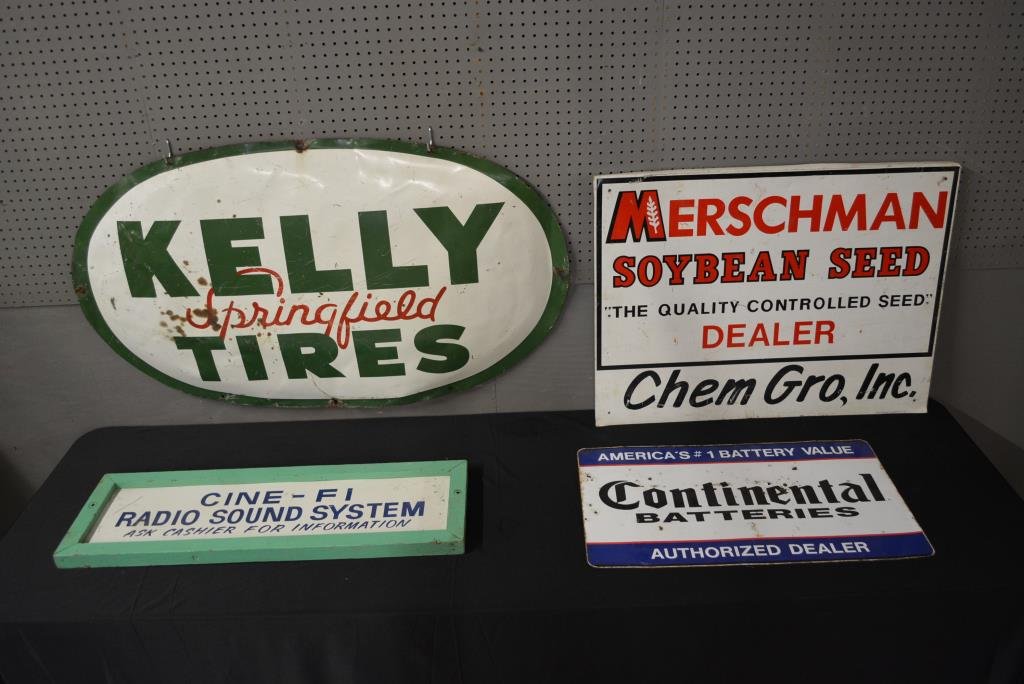 KELLY
Springfield
TIRES
MERSCHMAN
SOYBEAN SEED
"THE QUALITY CONTROLLED SEED"
DEALER
Chem Gro, Inc.
CINE-FI
RADIO SOUND SYSTEM
ASK CASHIER FOR INFORMATION
AMERICA'S #1 BATTERY VALUE
Continental
BATTERIES
AUTHORIZED DEALER